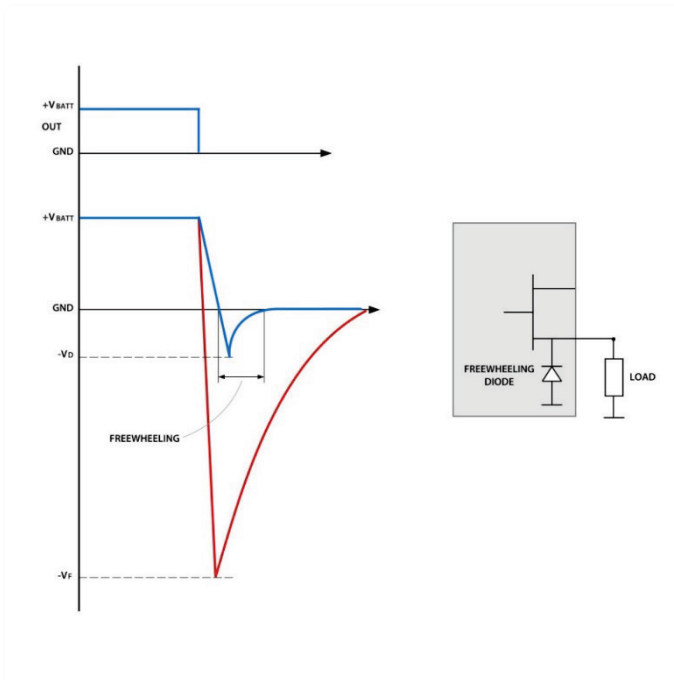 +VBATT
OUT
GND
+VBATT
GND
-VD
FREEWHEELING
-VF
FREEWHEELING
DIODE
LOAD